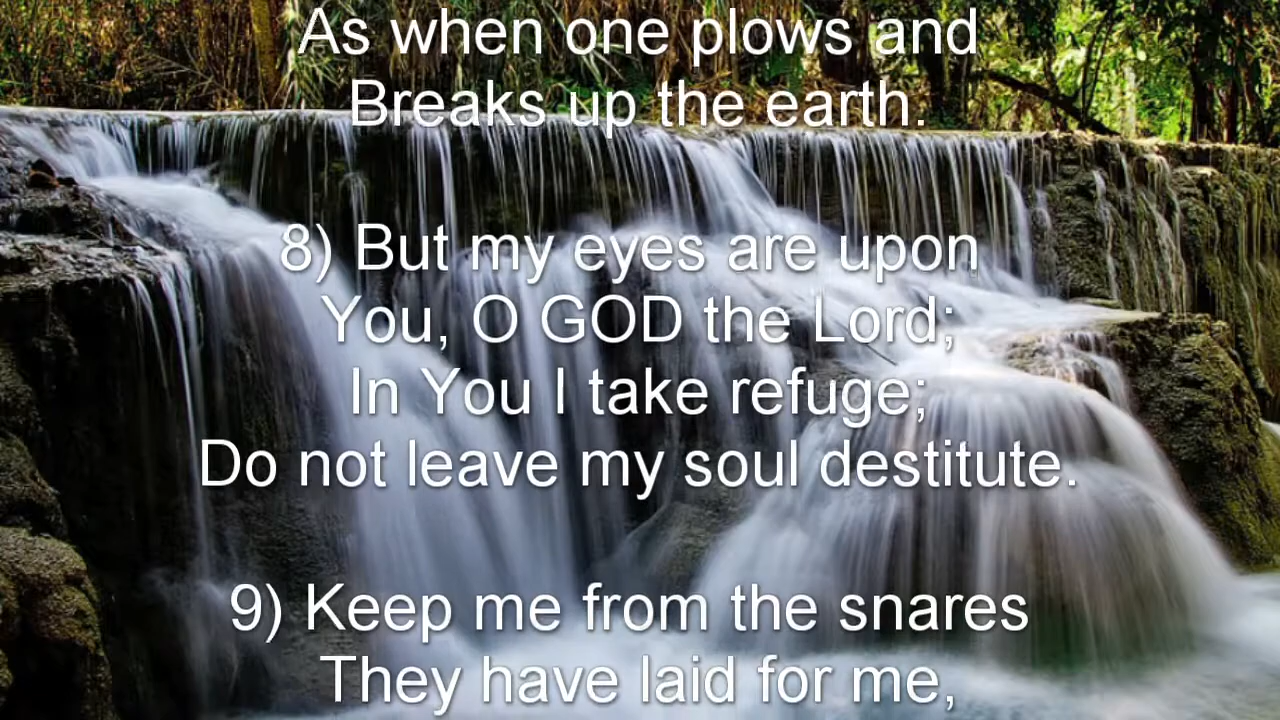 As when one plows and
Breaks up the earth.
8) But my eyes are upon
You, O GOD the Lord;
In You I take refuge;
Do not leave my soul destitute.
9) Keep me from the snares
They have laid for me,